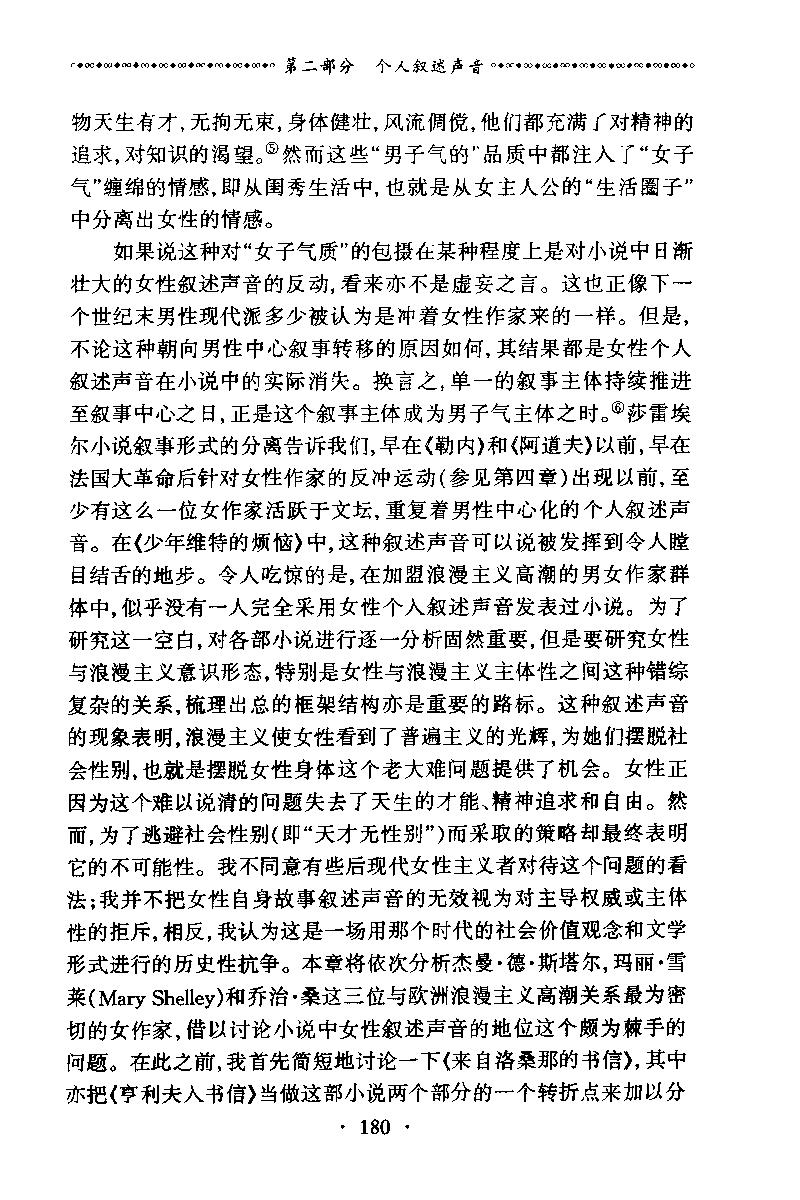 第二部分 个人叙述声音
物天生有才,无拘无束,身体健壮,风流倜傥,他们都充满了对精神的
追求,对知识的渴望。⑤然而这些“男子气的”品质中都注入了“女子
气”缠绵的情感,即从闺秀生活中,也就是从女主人公的“生活圈子”
中分离出女性的情感。
如果说这种对“女子气质”的包摄在某种程度上是对小说中日渐
壮大的女性叙述声音的反动,看来亦不是虚妄之言。这也正像下一
个世纪末男性现代派多少被认为是冲着女性作家来的一样。但是,
不论这种朝向男性中心叙事转移的原因如何,其结果都是女性个人
叙述声音在小说中的实际消失。换言之,单一的叙事主体持续推进
至叙事中心之日,正是这个叙事主体成为男子气主体之时。⑥莎雷埃
尔小说叙事形式的分离告诉我们,早在《勒内》和《阿道夫》以前,早在
法国大革命后针对女性作家的反冲运动(参见第四章)出现以前,至
少有这么一位女作家活跃于文坛,重复着男性中心化的个人叙述声
音。在《少年维特的烦恼》中,这种叙述声音可以说被发挥到令人瞠
目结舌的地步。令人吃惊的是,在加盟浪漫主义高潮的男女作家群
体中,似乎没有一人完全采用女性个人叙述声音发表过小说。为了
研究这一空白,对各部小说进行逐一分析固然重要,但是要研究女性
与浪漫主义意识形态,特别是女性与浪漫主义主体性之间这种错综
复杂的关系,梳理出总的框架结构亦是重要的路标。这种叙述声音
的现象表明,浪漫主义使女性看到了普遍主义的光辉,为她们摆脱社
会性别,也就是摆脱女性身体这个老大难问题提供了机会。女性正
因为这个难以说清的问题失去了天生的才能、精神追求和自由。然
而,为了逃避社会性别(即“天才无性别”)而采取的策略却最终表明
它的不可能性。我不同意有些后现代女性主义者对待这个问题的看
法;我并不把女性自身故事叙述声音的无效视为对主导权威或主体
性的拒斥,相反,我认为这是一场用那个时代的社会价值观念和文学
形式进行的历史性抗争。本章将依次分析杰曼·德·斯塔尔,玛丽·雪
莱(Mary Shelley)和乔治·桑这三位与欧洲浪漫主义高潮关系最为密
切的女作家,借以讨论小说中女性叙述声音的地位这个颇为棘手的
问题。在此之前,我首先简短地讨论一下《来自洛桑那的书信》,其中
亦把《亨利夫人书信》当做这部小说两个部分的一个转折点来加以分
· 180 ·